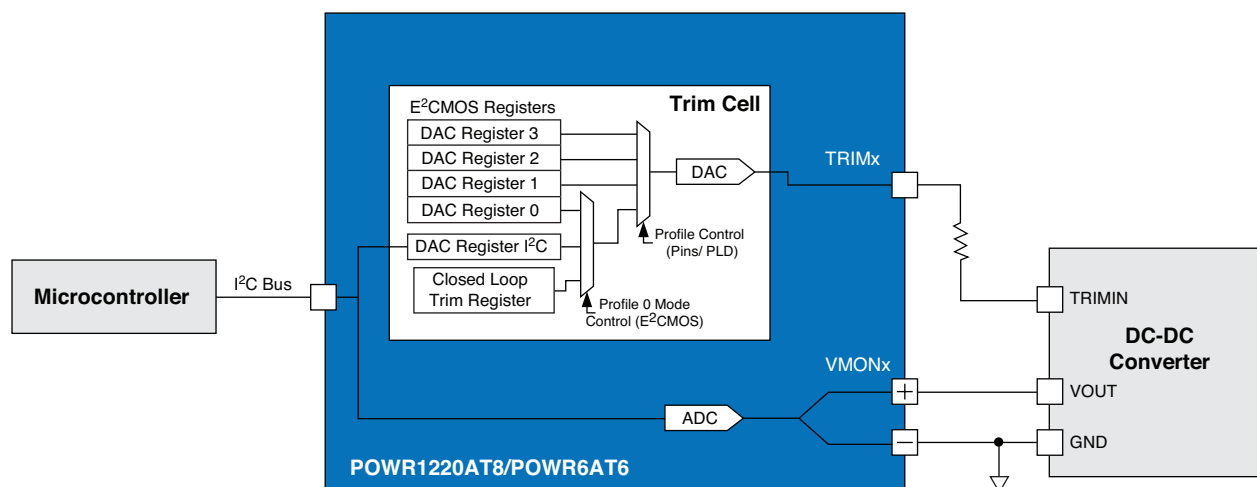 E²CMOS Registers
Trim Cell
DAC Register 3
DAC Register 2
DAC Register 1
DAC Register 0
DAC
TRIMx
DAC Register I²C
Profile Control
(Pins/ PLD)
Closed Loop
Trim Register
Profile 0 Mode
Control (E²CMOS)
Microcontroller
I²C Bus
TRIMIN
DC-DC
Converter
VMONx
+
VOUT
ADC
–
GND
POWR1220AT8/POWR6AT6